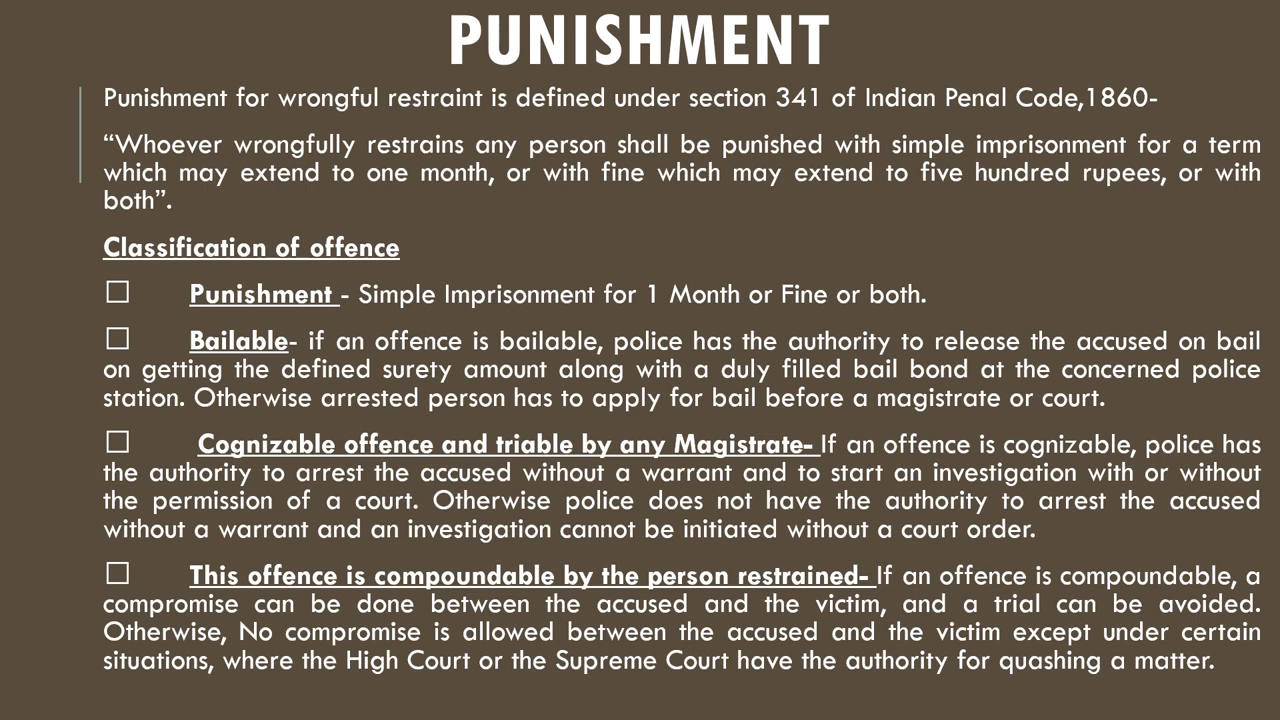 PUNISHMENT
Punishment for wrongful restraint is defined under section 341 of Indian Penal Code,1860-
“Whoever wrongfully restrains any person shall be punished with simple imprisonment for a term
which may extend to one month, or with fine which may extend to five hundred rupees, or with
both”.
Classification of offence
☐ Punishment - Simple Imprisonment for 1 Month or Fine or both.
☐ Bailable- if an offence is bailable, police has the authority to release the accused on bail
on getting the defined surety amount along with a duly filled bail bond at the concerned police
station. Otherwise arrested person has to apply for bail before a magistrate or court.
☐ Cognizable offence and triable by any Magistrate- If an offence is cognizable, police has
the authority to arrest the accused without a warrant and to start an investigation with or without
the permission of a court. Otherwise police does not have the authority to arrest the accused
without a warrant and an investigation cannot be initiated without a court order.
☐ This offence is compoundable by the person restrained- If an offence is compoundable, a
compromise can be done between the accused and the victim, and a trial can be avoided.
Otherwise, No compromise is allowed between the accused and the victim except under certain
situations, where the High Court or the Supreme Court have the authority for quashing a matter.